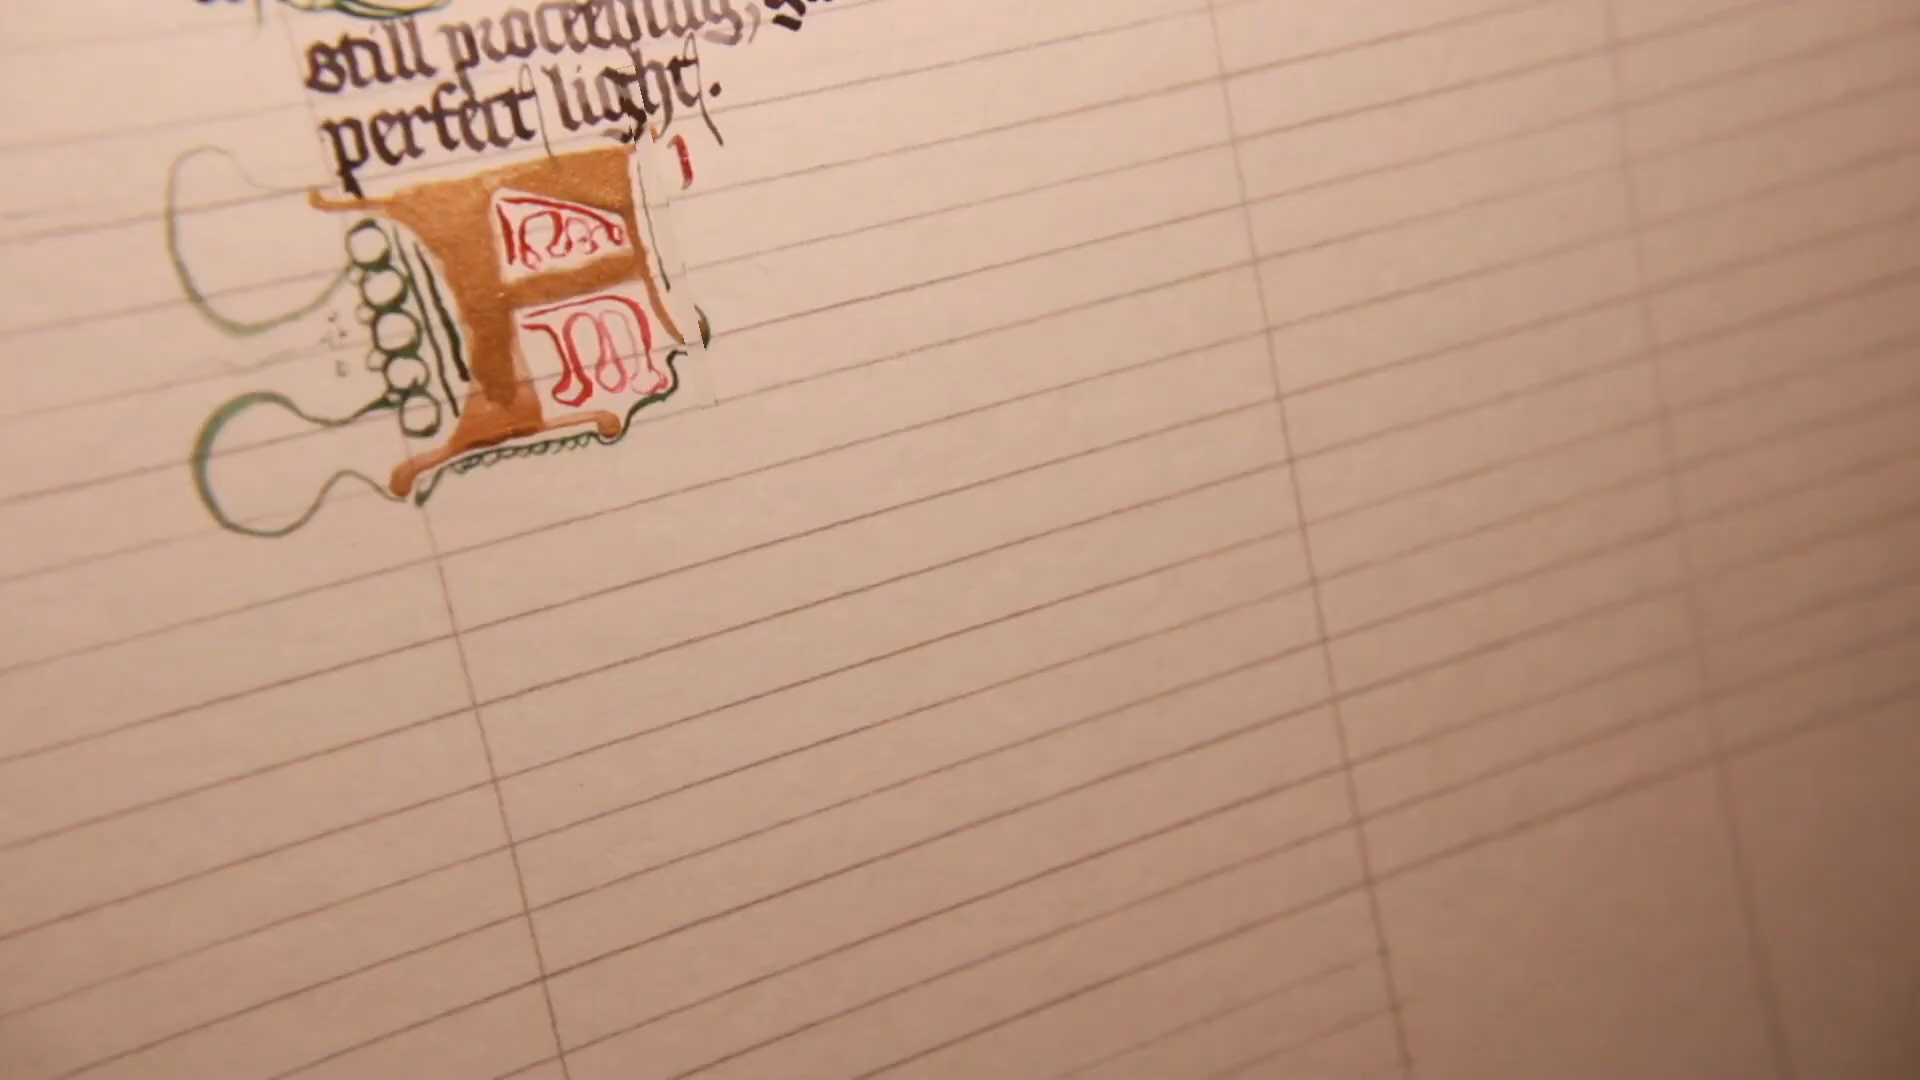 still proceeding,
perfect light.
F